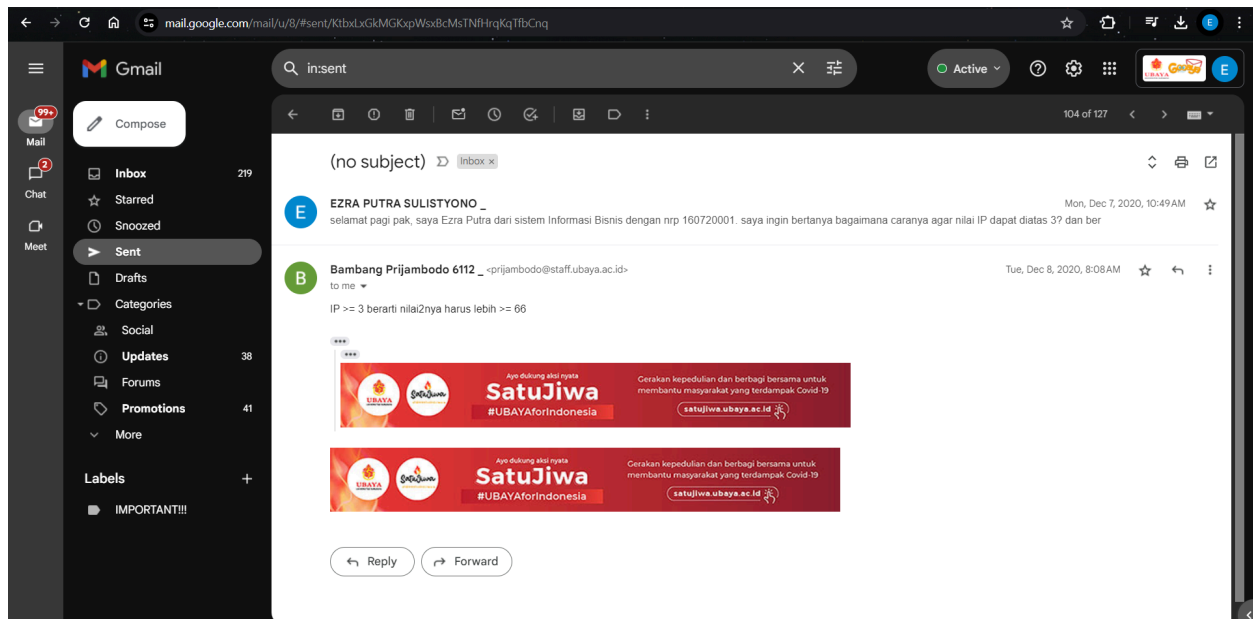 mail.google.com/mail/u/8/#sent/KtbxLxGkMGKxpWsxBcMsTNfHrqKqTfbCnq
E
Gmail
in:sent
Active
UBAYA Google
E
99+
Mail
Compose
104 of 127
2
Chat
Meet
Inbox 219
Starred
Snoozed
Sent
Drafts
Categories
Social
Updates 38
Forums
Promotions 41
More
Labels +
IMPORTANT!!!
(no subject) Inbox x
E
EZRA PUTRA SULISTYONO _ Mon, Dec 7, 2020, 10:49 AM
selamat pagi pak, saya Ezra Putra dari sistem Informasi Bisnis dengan nrp 160720001. saya ingin bertanya bagaimana caranya agar nilai IP dapat diatas 3? dan ber
B
Bambang Prijambodo 6112 _ <prijambodo@staff.ubaya.ac.id> Tue, Dec 8, 2020, 8:08 AM
to me
IP >= 3 berarti nilai2nya harus lebih >= 66
UBAYA
SatuJiwa
Ayo dukung aksi nyata
SatuJiwa
#UBAYAforIndonesia
Gerakan kepedulian dan berbagi bersama untuk
membantu masyarakat yang terdampak Covid-19
satujiwa.ubaya.ac.id
UBAYA
SatuJiwa
Ayo dukung aksi nyata
SatuJiwa
#UBAYAforIndonesia
Gerakan kepedulian dan berbagi bersama untuk
membantu masyarakat yang terdampak Covid-19
satujiwa.ubaya.ac.id
Reply
Forward